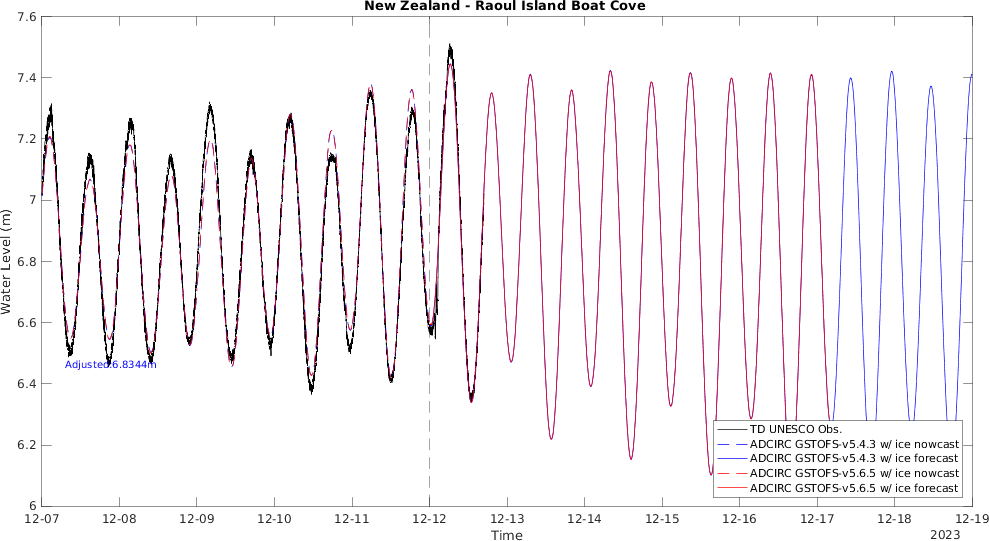 New Zealand - Raoul Island Boat Cove
Water Level (m)
7.6
7.4
7.2
7
6.8
6.6
6.4
6.2
6
Adjusted:6.8344m
TD UNESCO Obs.
ADCIRC GSTOFS-v5.4.3 w/ ice nowcast
ADCIRC GSTOFS-v5.4.3 w/ ice forecast
ADCIRC GSTOFS-v5.6.5 w/ ice nowcast
ADCIRC GSTOFS-v5.6.5 w/ ice forecast
12-07 12-08 12-09 12-10 12-11 12-12 12-13 12-14 12-15 12-16 12-17 12-18 12-19
Time
2023